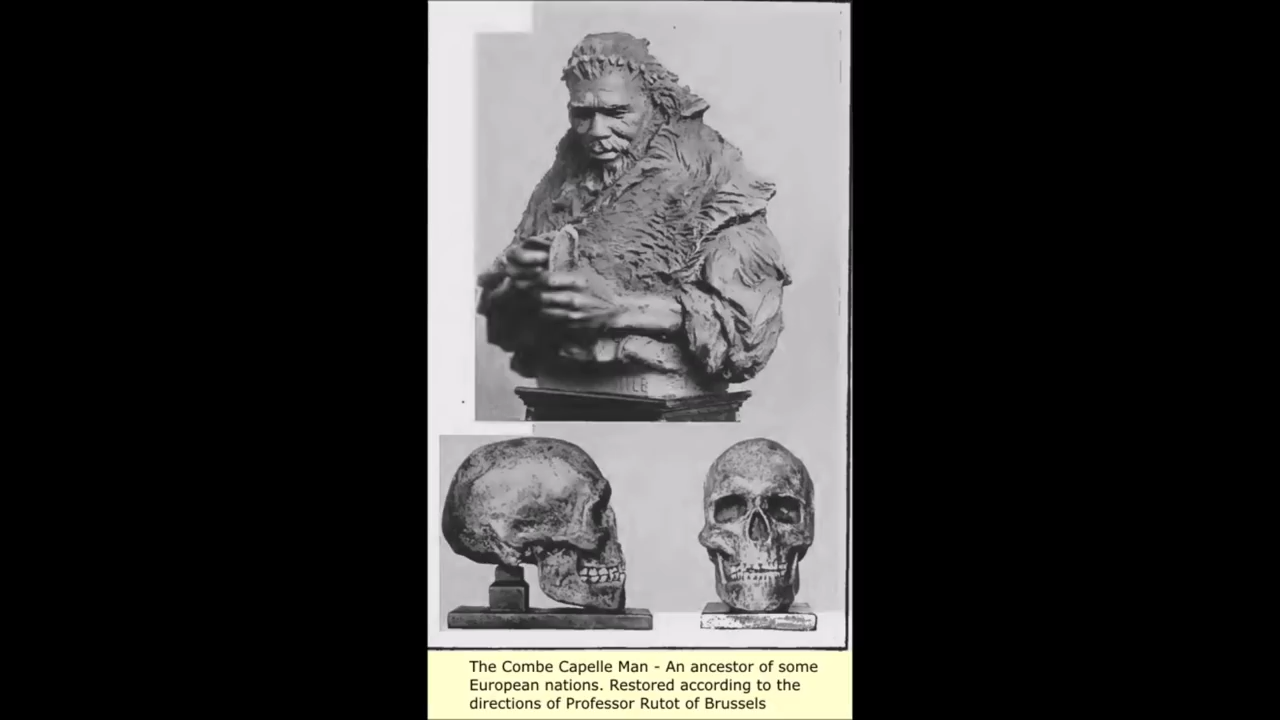 The Combe Capelle Man - An ancestor of some
European nations. Restored according to the
directions of Professor Rutot of Brussels